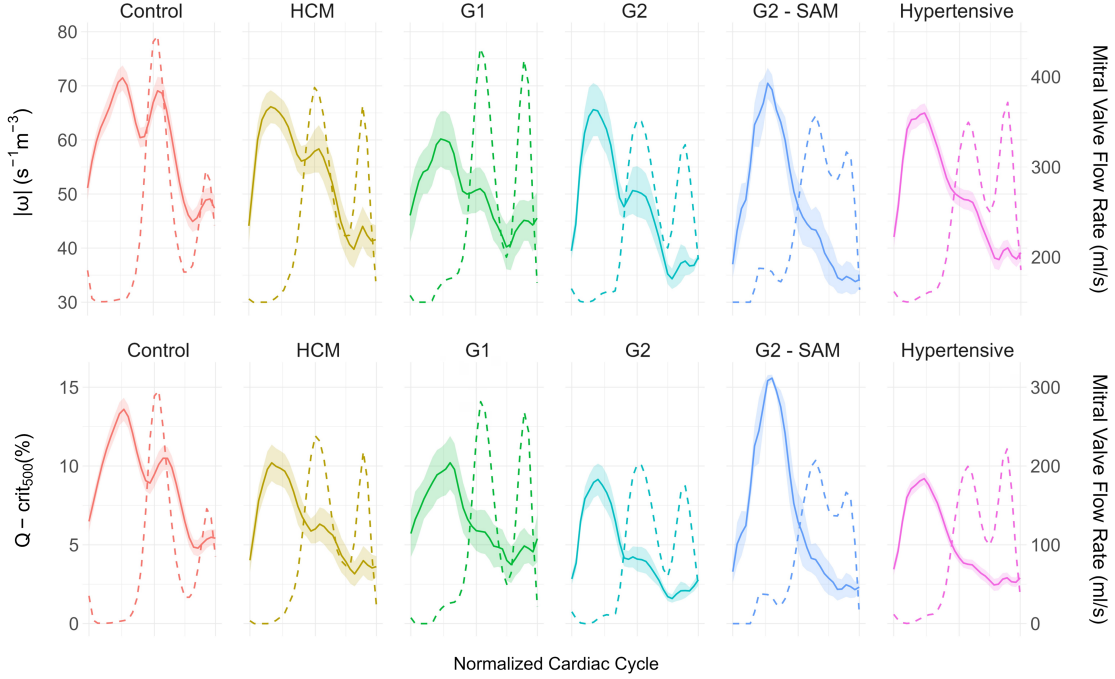 Control HCM G1 G2 G2 - SAM Hypertensive
80
70
60
50
40
30
|ω| (s⁻¹m⁻³)
400
300
200
Mitral Valve Flow Rate (ml/s)
Control HCM G1 G2 G2 - SAM Hypertensive
15
10
5
0
Q − crit₅₀₀(%)
300
200
100
0
Mitral Valve Flow Rate (ml/s)
Normalized Cardiac Cycle